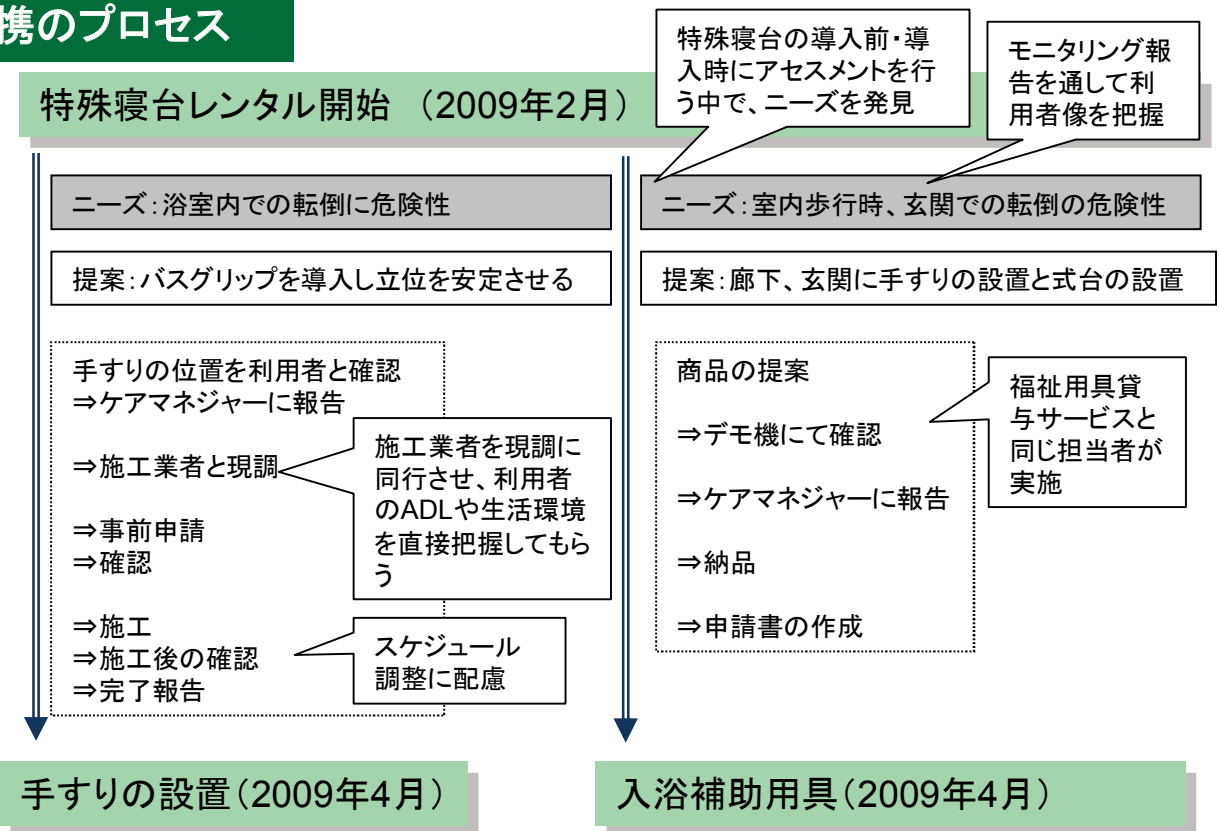 携のプロセス
特殊寝台レンタル開始 （2009年2月）
特殊寝台の導入前・導
入時にアセスメントを行
う中で、ニーズを発見
モニタリング報
告を通して利
用者像を把握
ニーズ：浴室内での転倒に危険性
提案：バスグリップを導入し立位を安定させる
手すりの位置を利用者と確認
⇒ケアマネジャーに報告
⇒施工業者と現調
⇒事前申請
⇒確認
⇒施工
⇒施工後の確認
⇒完了報告
施工業者を現調に
同行させ、利用者
のADLや生活環境
を直接把握してもら
う
スケジュール
調整に配慮
手すりの設置（2009年4月）
ニーズ：室内歩行時、玄関での転倒の危険性
提案：廊下、玄関に手すりの設置と式台の設置
商品の提案
⇒デモ機にて確認
⇒ケアマネジャーに報告
⇒納品
⇒申請書の作成
福祉用具貸
与サービスと
同じ担当者が
実施
入浴補助用具（2009年4月）